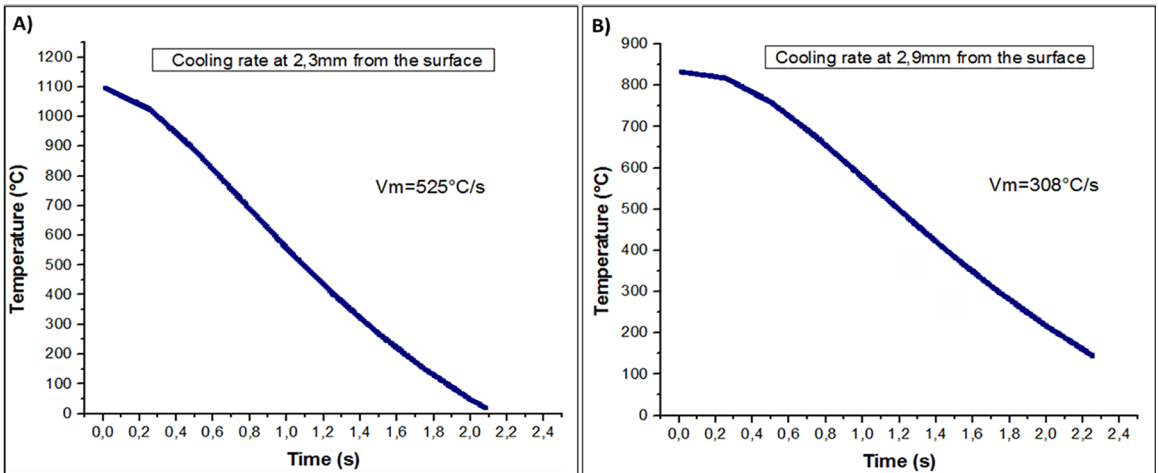 A)
Cooling rate at 2,3mm from the surface
1200
1100
1000
900
800
700
600
500
400
300
200
100
0
Temperature (°C)
Vm=525°C/s
0,0 0,2 0,4 0,6 0,8 1,0 1,2 1,4 1,6 1,8 2,0 2,2 2,4
Time (s)
B)
Cooling rate at 2,9mm from the surface
900
800
700
600
500
400
300
200
100
0
Temperature (°C)
Vm=308°C/s
0,0 0,2 0,4 0,6 0,8 1,0 1,2 1,4 1,6 1,8 2,0 2,2 2,4
Time (s)